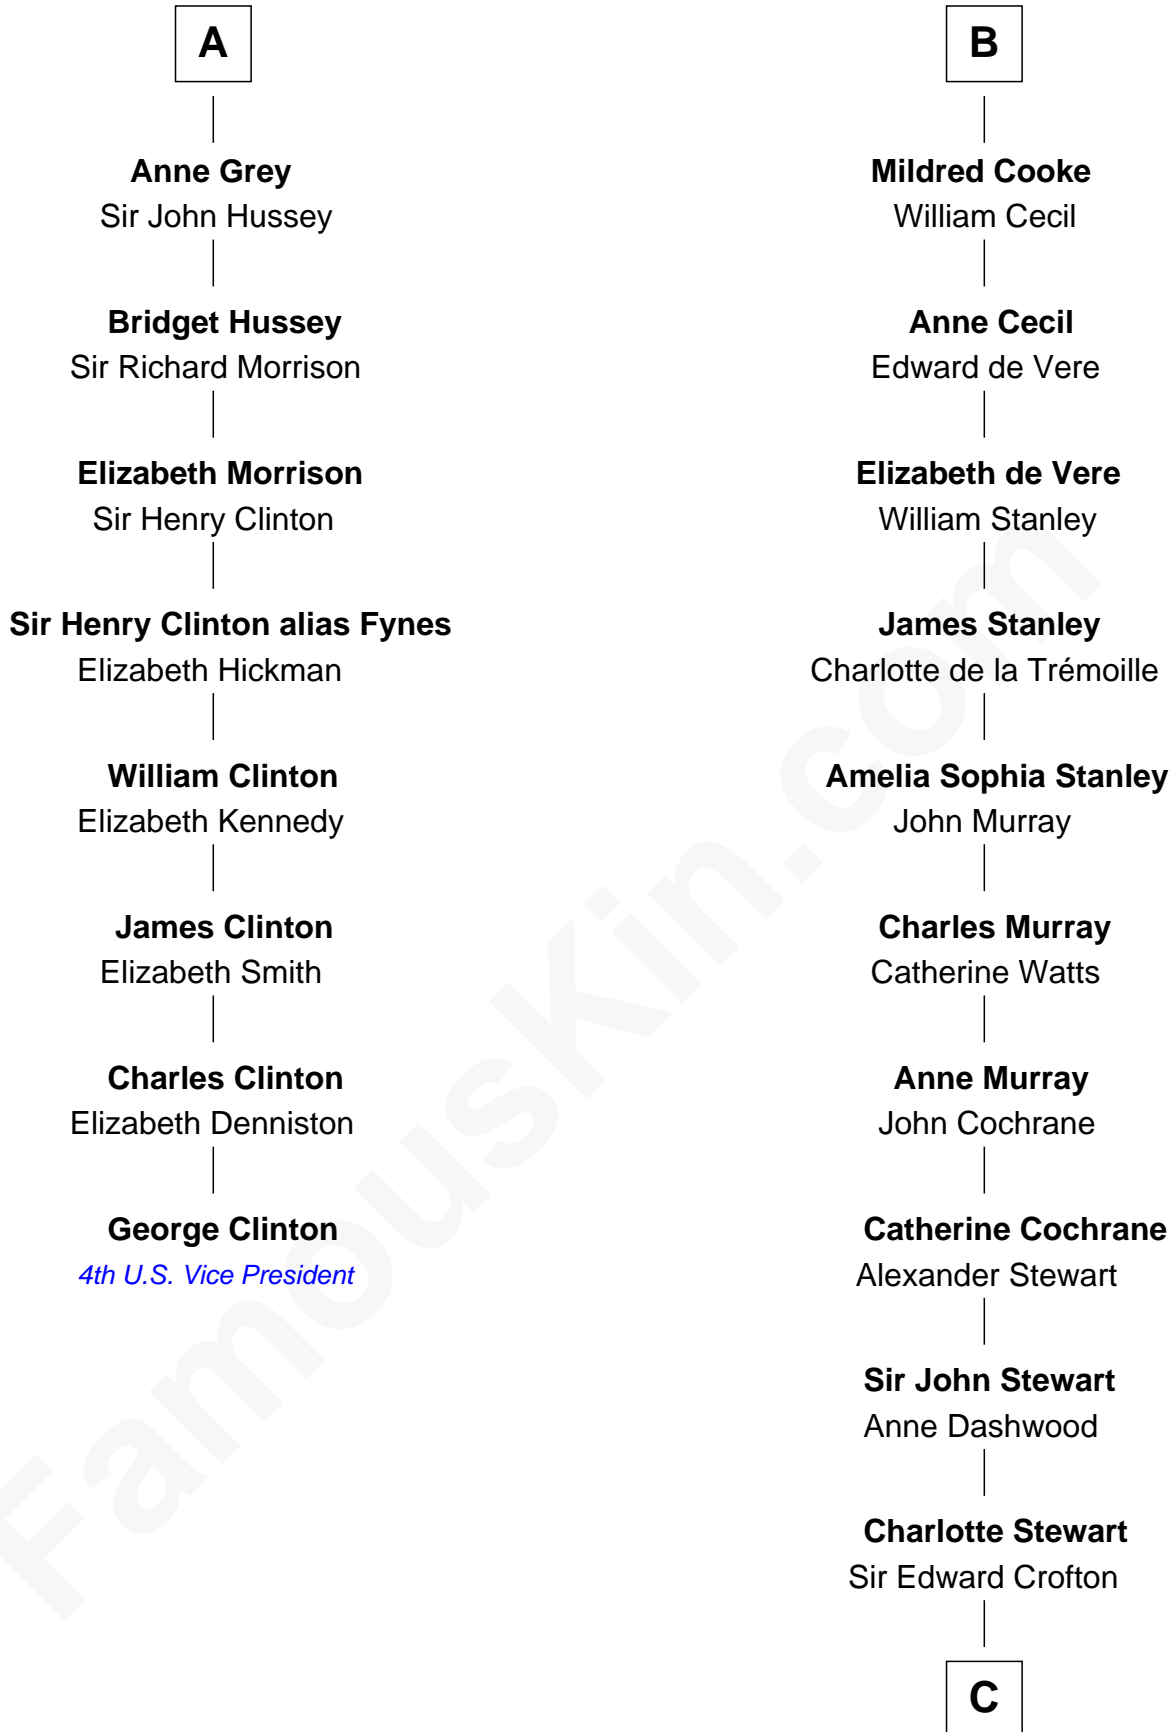 A
Anne Grey
Sir John Hussey
Bridget Hussey
Sir Richard Morrison
Elizabeth Morrison
Sir Henry Clinton
Sir Henry Clinton alias Fynes
Elizabeth Hickman
William Clinton
Elizabeth Kennedy
James Clinton
Elizabeth Smith
Charles Clinton
Elizabeth Denniston
George Clinton
4th U.S. Vice President
B
Mildred Cooke
William Cecil
Anne Cecil
Edward de Vere
Elizabeth de Vere
William Stanley
James Stanley
Charlotte de la Trémoille
Amelia Sophia Stanley
John Murray
Charles Murray
Catherine Watts
Anne Murray
John Cochrane
Catherine Cochrane
Alexander Stewart
Sir John Stewart
Anne Dashwood
Charlotte Stewart
Sir Edward Crofton
C
FamousKin.com